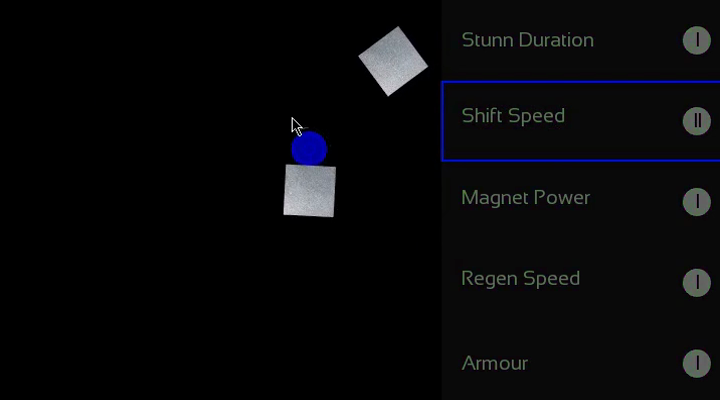 Stunn Duration I
Shift Speed II
Magnet Power I
Regen Speed I
Armour I